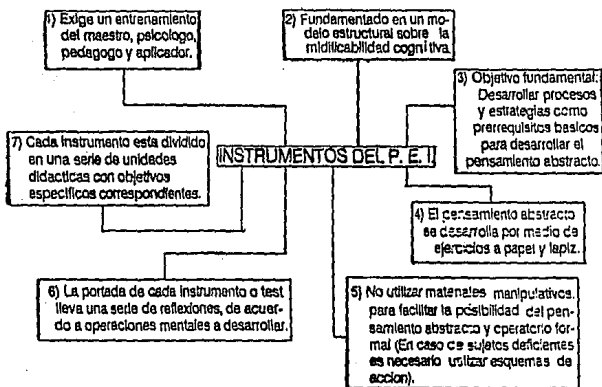 1) Exige un entrenamiento
del maestro, psicologo,
pedagogo y aplicador.
2) Fundamentado en un mo-
delo estructural sobre la
midificabilidad cognitiva.
3) Objetivo fundamental:
Desarrollar procesos
y estrategias como
prerrequisitos basicos
para desarrollar el
pensamiento abstracto.
INSTRUMENTOS DEL P. E. I.
7) Cada instrumento esta dividido
en una serie de unidades
didacticas con objetivos
especificos correspondientes.
4) El pensamiento abstracto
se desarrolla por medio de
ejercicios a papel y lapiz.
6) La portada de cada instrumento o test
lleva una serie de reflexiones, de acuer-
do a operaciones mentales a desarrollar.
5) No utilizar materiales manipulativos.
para facilitar la posibilidad del pen-
samiento abstracto y operatorio for-
mal (En caso de sujetos deficientes
es necesario utilizar esquemas de
accion).